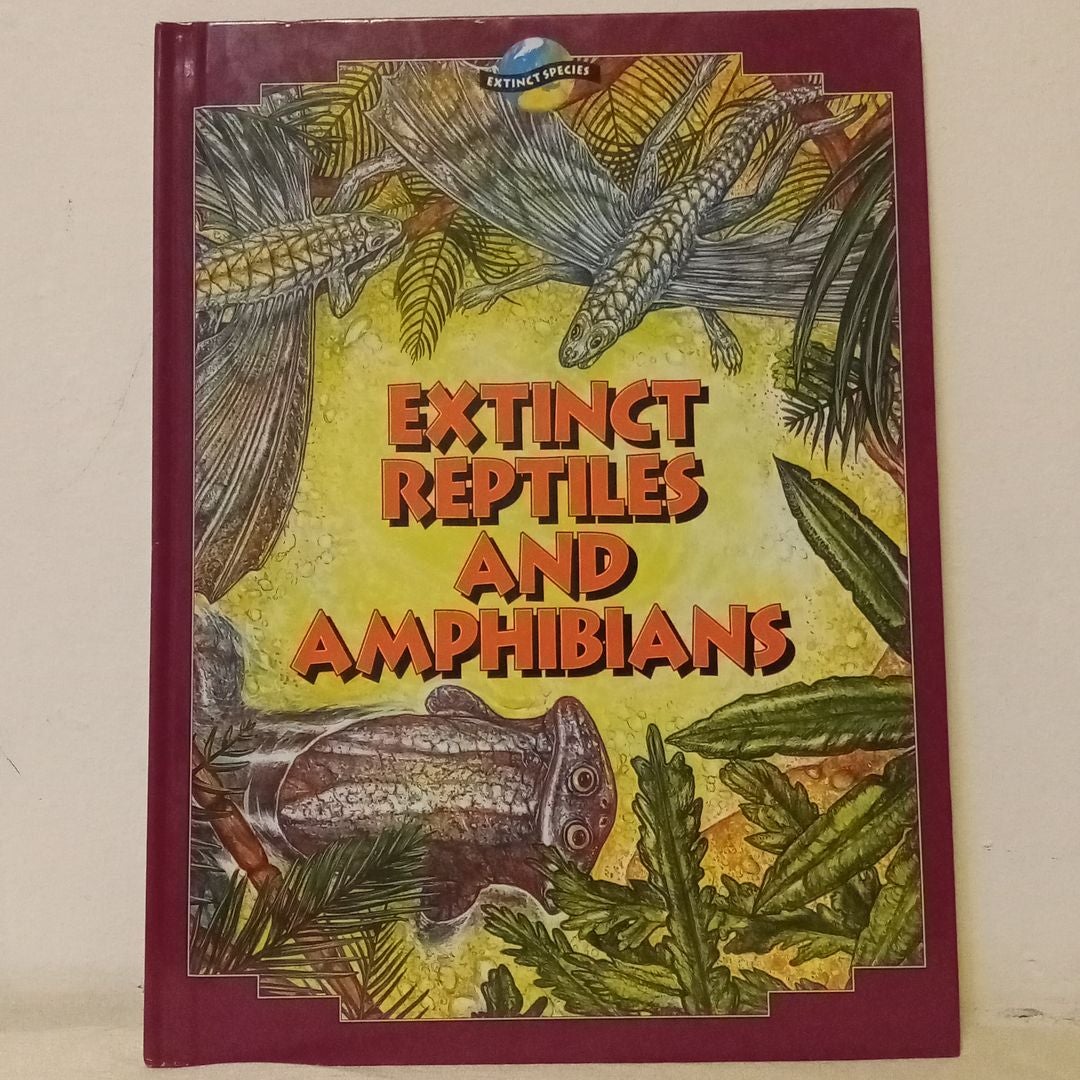 EXTINCT SPECIES
EXTINCT
REPTILES
AND
AMPHIBIANS